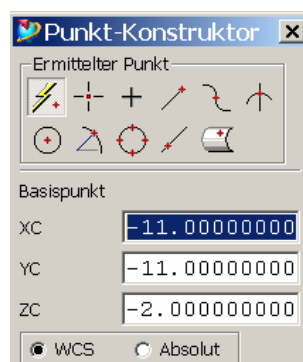 Punkt-Konstruktor
Ermittelter Punkt
Basispunkt
XC -11.00000000
YC -11.00000000
ZC -2.000000000
WCS Absolut